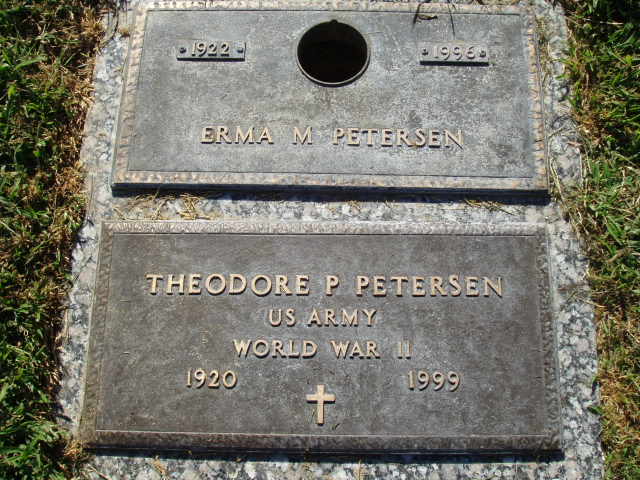 1922 1996
ERMA M PETERSEN
THEODORE P PETERSEN
US ARMY
WORLD WAR II
1920 1999